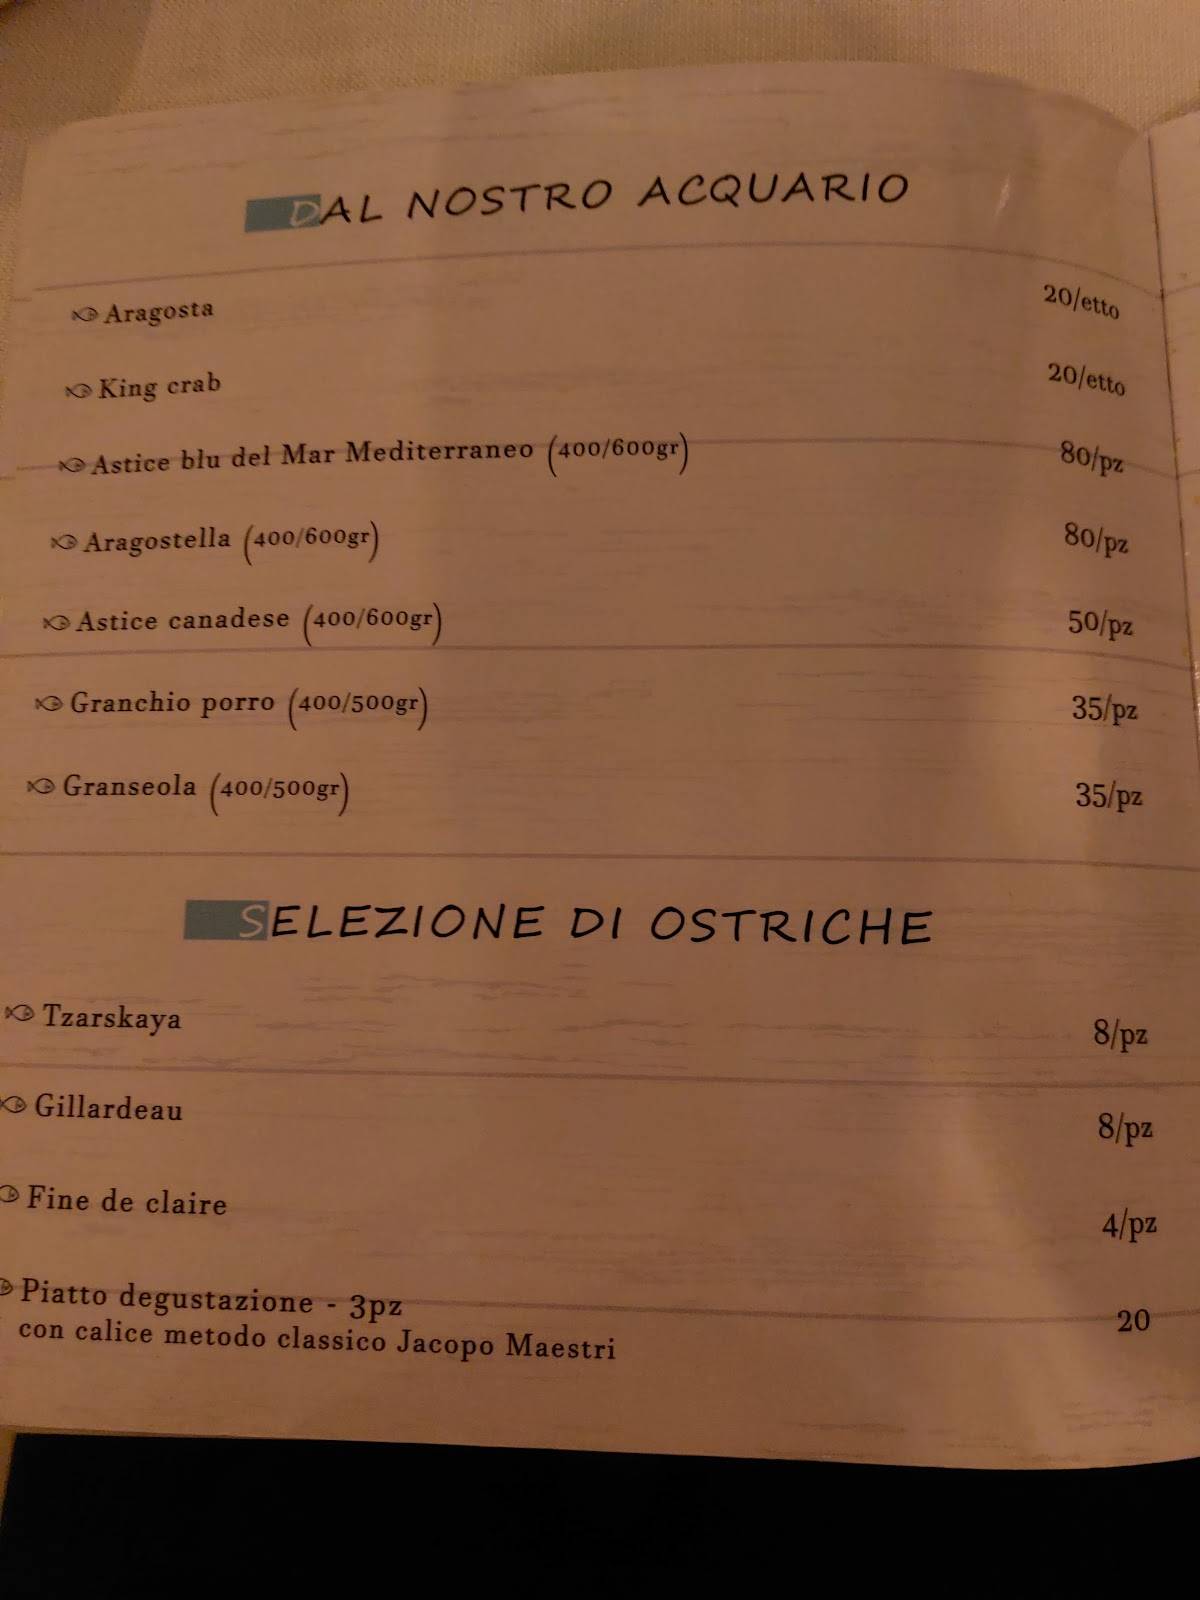 DAL NOSTRO ACQUARIO
Aragosta 20/etto
King crab 20/etto
Astice blu del Mar Mediterraneo (400/600gr) 80/pz
Aragostella (400/600gr) 80/pz
Astice canadese (400/600gr) 50/pz
Granchio porro (400/500gr) 35/pz
Granseola (400/500gr) 35/pz
SELEZIONE DI OSTRICHE
Tzarskaya 8/pz
Gillardeau 8/pz
Fine de claire 4/pz
Piatto degustazione - 3pz 20
con calice metodo classico Jacopo Maestri